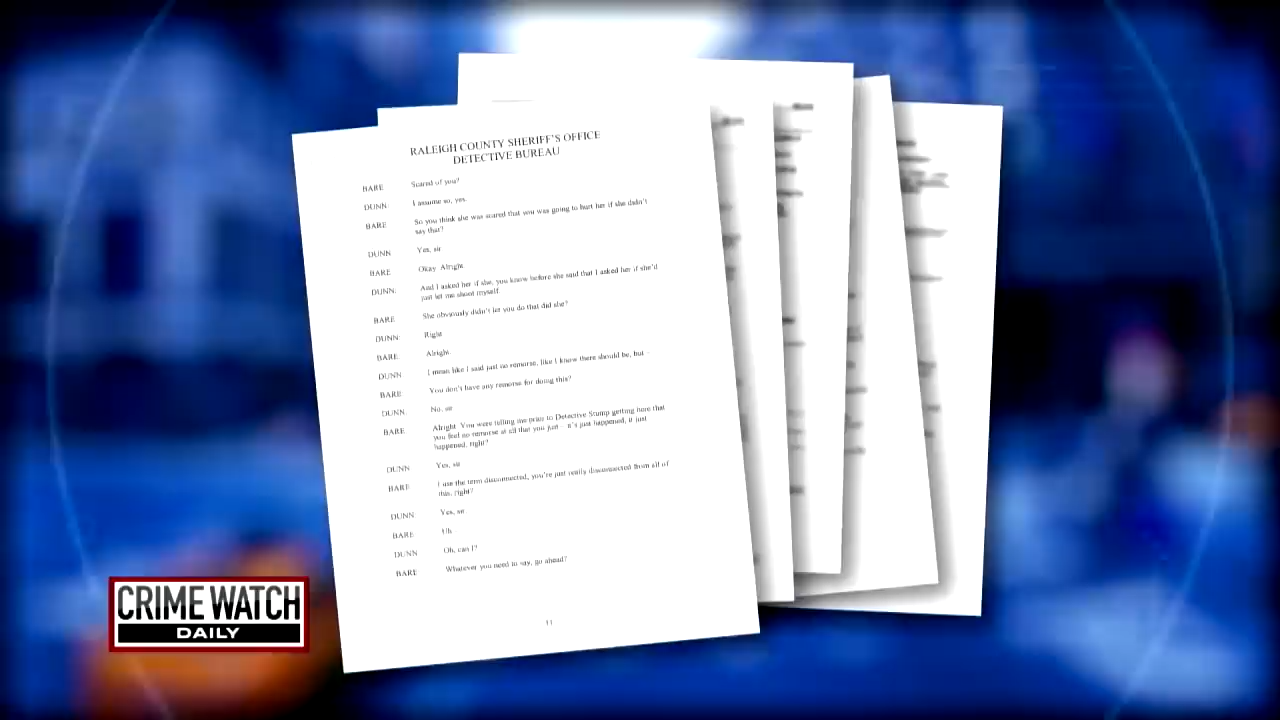 RALEIGH COUNTY SHERIFF'S OFFICE
DETECTIVE BUREAU
BARE Scared of you?
DUNN: I assume so, yes.
BARE So you think she was scared that you was going to hurt her if she didn't
say that?
DUNN Yes, sir
BARE Okay. Alright.
DUNN: And I asked her if she, you know before she said that I asked her if she'd
just let me shoot myself.
BARE She obviously didn't let you do that did she?
DUNN: Right
BARE: Alright.
DUNN I mean like I said just no remorse, like I know there should be, but -
BARE: You don't have any remorse for doing this?
DUNN: No, sir
BARE Alright. You were telling me prior to Detective Stump getting here that
you feel no remorse at all that you just - it's just happened, it just
happened, right?
DUNN Yes, sir
BARE I use the term disconnected, you're just really disconnected from all of
this, right?
DUNN: Yes, sir
BARE Uh
DUNN Oh, can I?
BARE Whatever you need to say, go ahead?
11
CRIME WATCH
DAILY